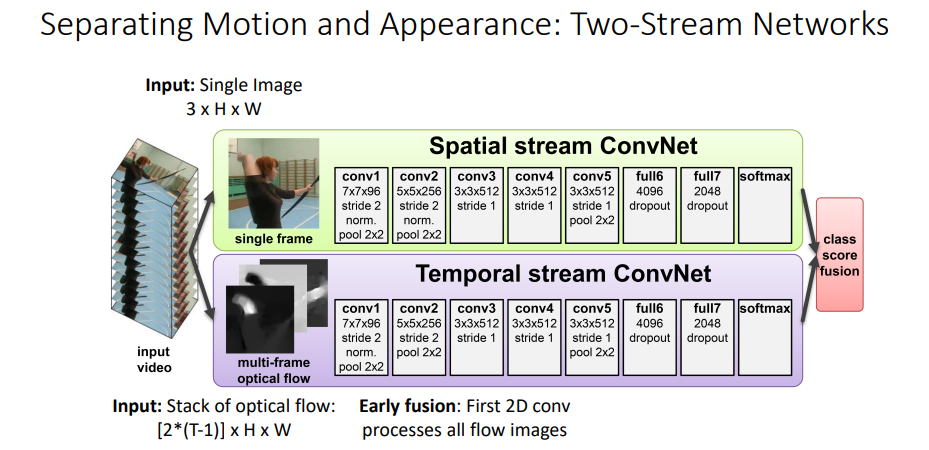 Separating Motion and Appearance: Two-Stream Networks
Input: Single Image
3 x H x W
Spatial stream ConvNet
single frame
conv1
7x7x96
stride 2
norm.
pool 2x2
conv2
5x5x256
stride 2
norm.
pool 2x2
conv3
3x3x512
stride 1
conv4
3x3x512
stride 1
conv5
3x3x512
stride 1
pool 2x2
full6
4096
dropout
full7
2048
dropout
softmax
input
video
Temporal stream ConvNet
multi-frame
optical flow
conv1
7x7x96
stride 2
norm.
pool 2x2
conv2
5x5x256
stride 2
pool 2x2
conv3
3x3x512
stride 1
conv4
3x3x512
stride 1
conv5
3x3x512
stride 1
pool 2x2
full6
4096
dropout
full7
2048
dropout
softmax
class
score
fusion
Input: Stack of optical flow:
[2*(T-1)] x H x W
Early fusion: First 2D conv
processes all flow images